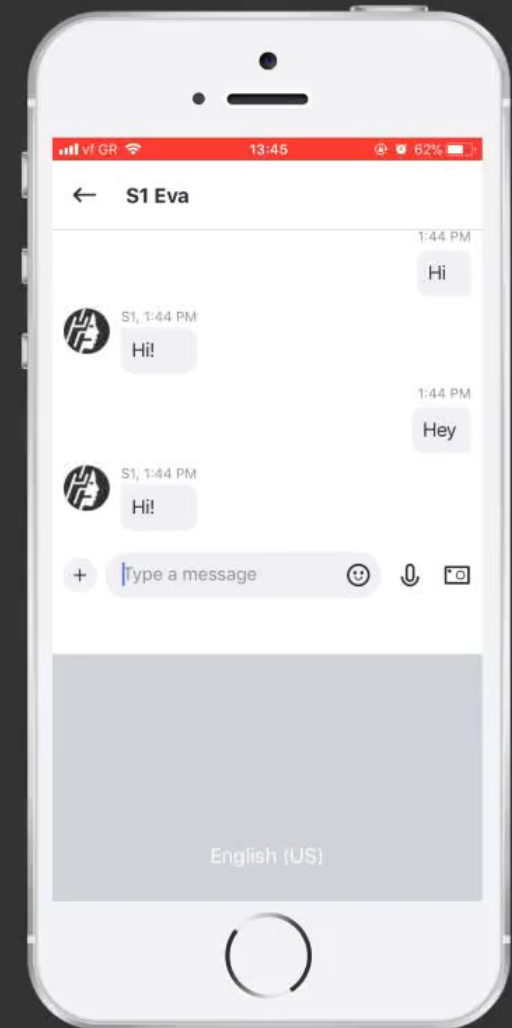 vf GR 13:45 62%
S1 Eva
1:44 PM
Hi
S1, 1:44 PM
Hi!
1:44 PM
Hey
S1, 1:44 PM
Hi!
Type a message
English (US)